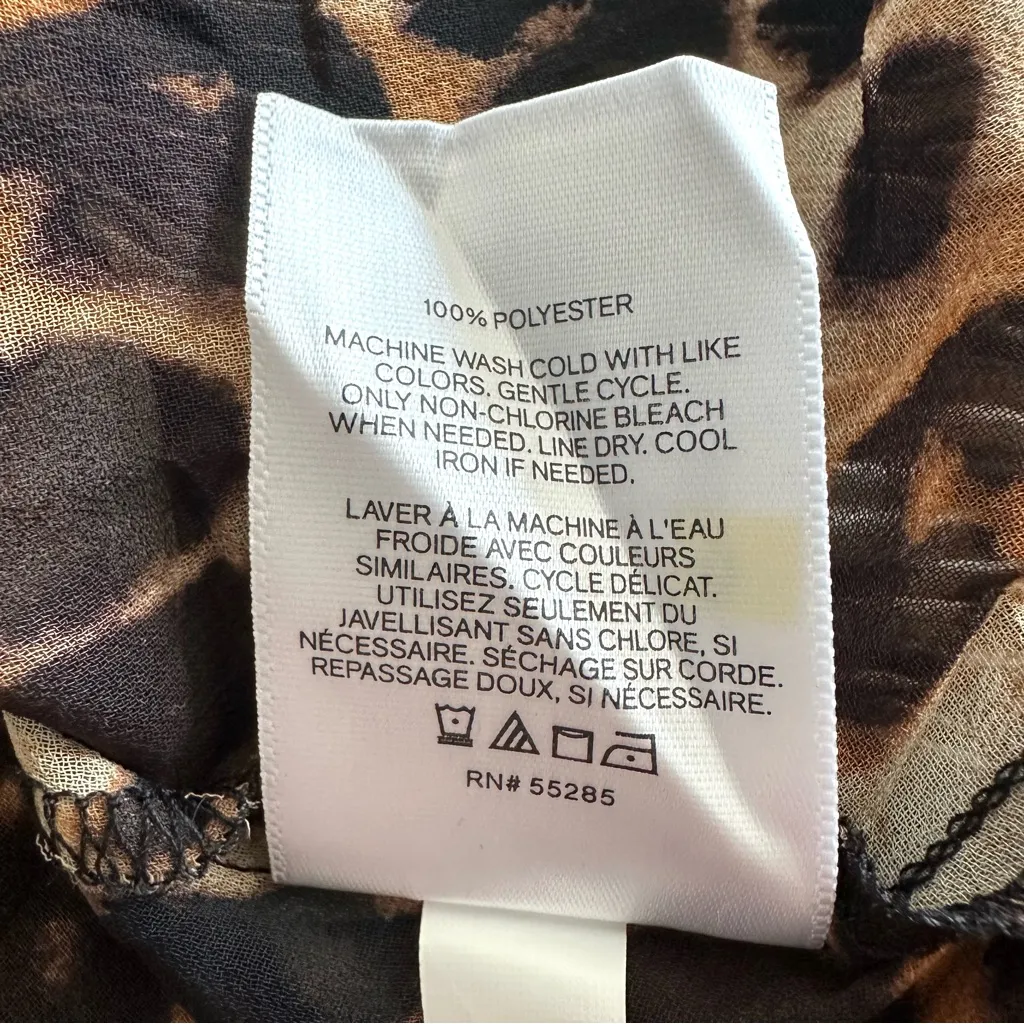 100% POLYESTER
MACHINE WASH COLD WITH LIKE
COLORS. GENTLE CYCLE.
ONLY NON-CHLORINE BLEACH
WHEN NEEDED. LINE DRY. COOL
IRON IF NEEDED.
LAVER À LA MACHINE À L'EAU
FROIDE AVEC COULEURS
SIMILAIRES. CYCLE DÉLICAT.
UTILISEZ SEULEMENT DU
JAVELLISANT SANS CHLORE, SI
NÉCESSAIRE. SÉCHAGE SUR CORDE.
REPASSAGE DOUX, SI NÉCESSAIRE.
RN# 55285